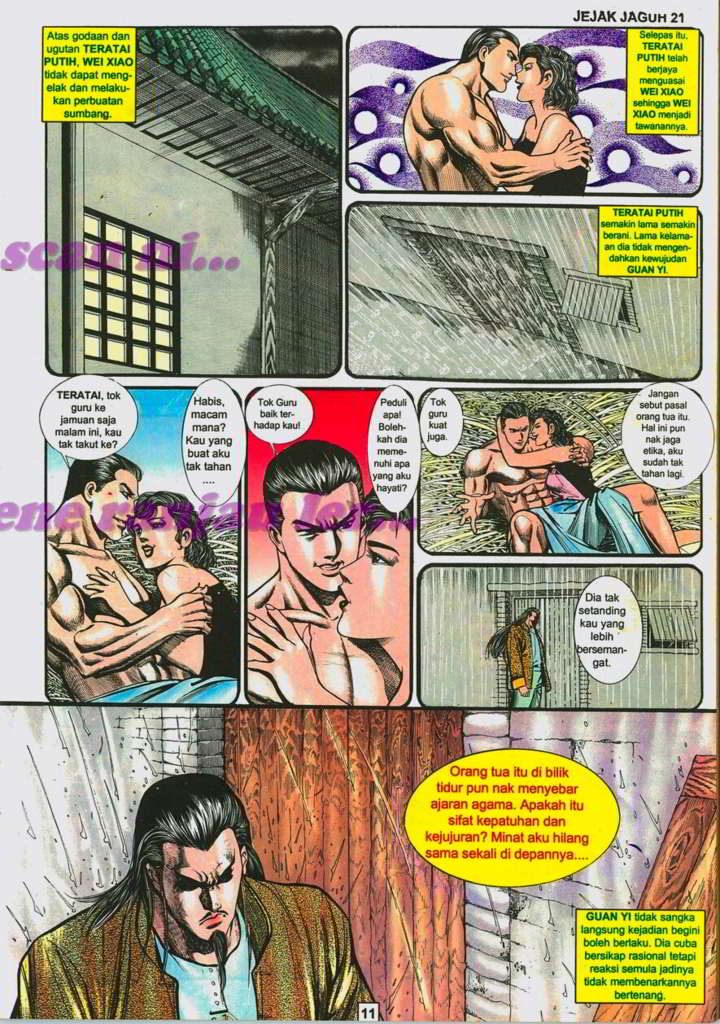 JEJAK JAGUH 21
Atas godaan dan
ugutan TERATAI
PUTIH, WEI XIAO
tidak dapat meng-
elak dan melaku-
kan perbuatan
sumbang.
Selepas itu,
TERATAI
PUTIH telah
berjaya
menguasai
WEI XIAO
sehingga WEI
XIAO menjadi
tawanannya.
TERATAI PUTIH
semakin lama semakin
berani. Lama kelama-
an dia tidak mengen-
dahkan kewujudan
GUAN YI.
scan ni...
TERATAI, tok
guru ke
jamuan saja
malam ini, kau
tak takut ke?
Habis,
macam
mana?
Kau yang
buat aku
tak tahan
....
Tok Guru
baik ter-
hadap kau!
Peduli
apa!
Boleh-
kah dia
meme-
nuhi apa
yang aku
hayati?
Tok
guru
kuat
juga.
Jangan
sebut pasal
orang tua itu.
Hal ini pun
nak jaga
etika, aku
sudah tak
tahan lagi.
Dia tak
setanding
kau yang
lebih
berseman-
gat.
Orang tua itu di bilik
tidur pun nak menyebar
ajaran agama. Apakah itu
sifat kepatuhan dan
kejujuran? Minat aku hilang
sama sekali di depannya....
GUAN YI tidak sangka
langsung kejadian begini
boleh berlaku. Dia cuba
bersikap rasional tetapi
reaksi semula jadinya
tidak membenarkannya
bertenang.
11